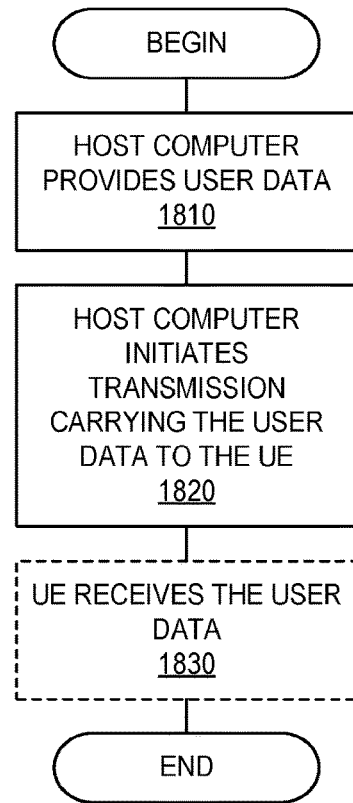 BEGIN
HOST COMPUTER
PROVIDES USER DATA
1810
HOST COMPUTER
INITIATES
TRANSMISSION
CARRYING THE USER
DATA TO THE UE
1820
UE RECEIVES THE USER
DATA
1830
END